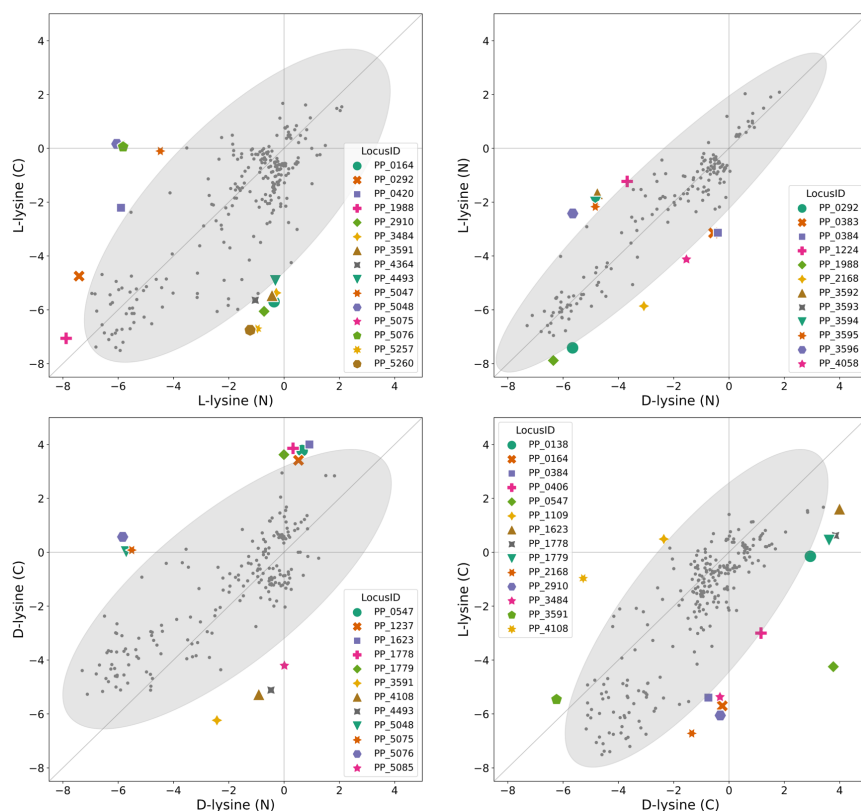 4
2
0
−2
−4
−6
−8
−8
−6
−4
−2
0
2
4
L-lysine (C)
L-lysine (N)
LocusID
PP_0164
PP_0292
PP_0420
PP_1988
PP_2910
PP_3484
PP_3591
PP_4364
PP_4493
PP_5047
PP_5048
PP_5075
PP_5076
PP_5257
PP_5260
4
2
0
−2
−4
−6
−8
−8
−6
−4
−2
0
2
4
L-lysine (N)
D-lysine (N)
LocusID
PP_0292
PP_0383
PP_0384
PP_1224
PP_1988
PP_2168
PP_3592
PP_3593
PP_3594
PP_3595
PP_3596
PP_4058
4
2
0
−2
−4
−6
−8
−8
−6
−4
−2
0
2
4
D-lysine (C)
D-lysine (N)
LocusID
PP_0547
PP_1237
PP_1623
PP_1778
PP_1779
PP_3591
PP_4108
PP_4493
PP_5048
PP_5075
PP_5076
PP_5085
4
2
0
−2
−4
−6
−8
−8
−6
−4
−2
0
2
4
L-lysine (C)
D-lysine (C)
LocusID
PP_0138
PP_0164
PP_0384
PP_0406
PP_0547
PP_1109
PP_1623
PP_1778
PP_1779
PP_2168
PP_2910
PP_3484
PP_3591
PP_4108